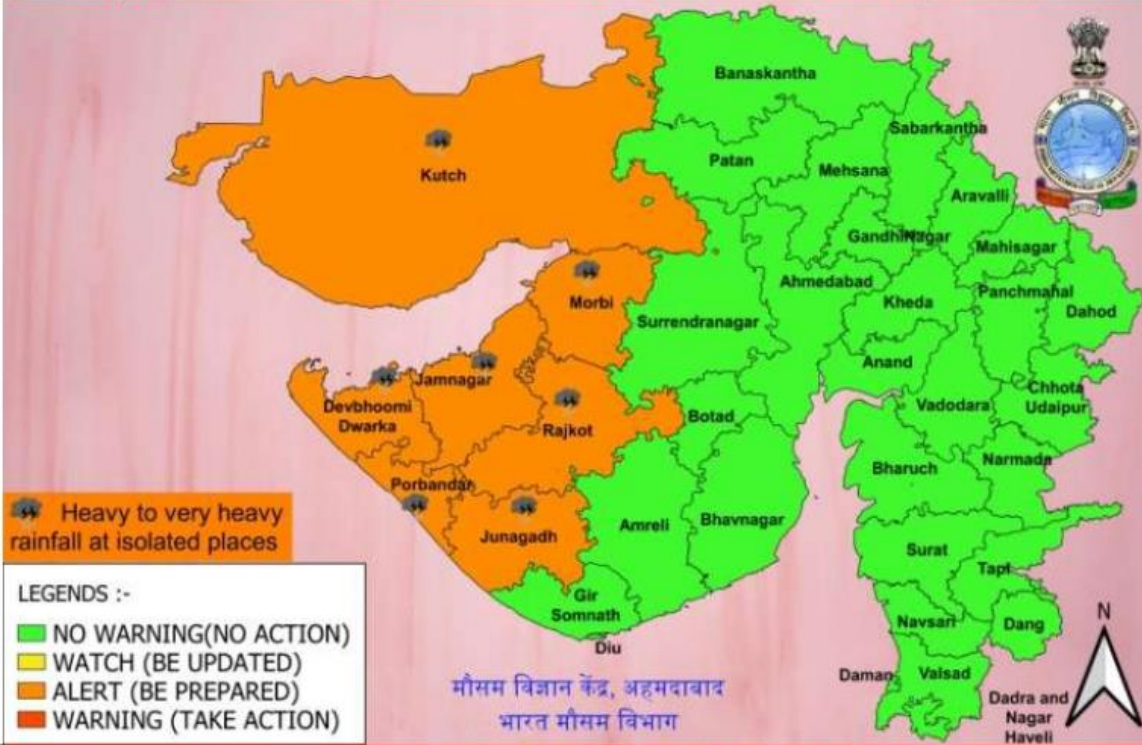 Banaskantha
Sabarkantha
Patan
Mehsana
Kutch
Aravalli
GandhiNagar
Mahisagar
Ahmedabad
Panchmahal
Morbi
Kheda
Dahod
Surrendranagar
Anand
Jamnagar
Chhota
Udaipur
Devbhoomi
Dwarka
Vadodara
Botad
Rajkot
Narmada
Bharuch
Porbandar
Amreli
Bhavnagar
Junagadh
Surat
Tapi
Gir
Somnath
Navsari
Dang
Diu
Daman
Valsad
Dadra and
Nagar
Haveli
N
Heavy to very heavy
rainfall at isolated places
LEGENDS :-
NO WARNING(NO ACTION)
WATCH (BE UPDATED)
ALERT (BE PREPARED)
WARNING (TAKE ACTION)
मौसम विज्ञान केंद्र, अहमदाबाद
भारत मौसम विभाग